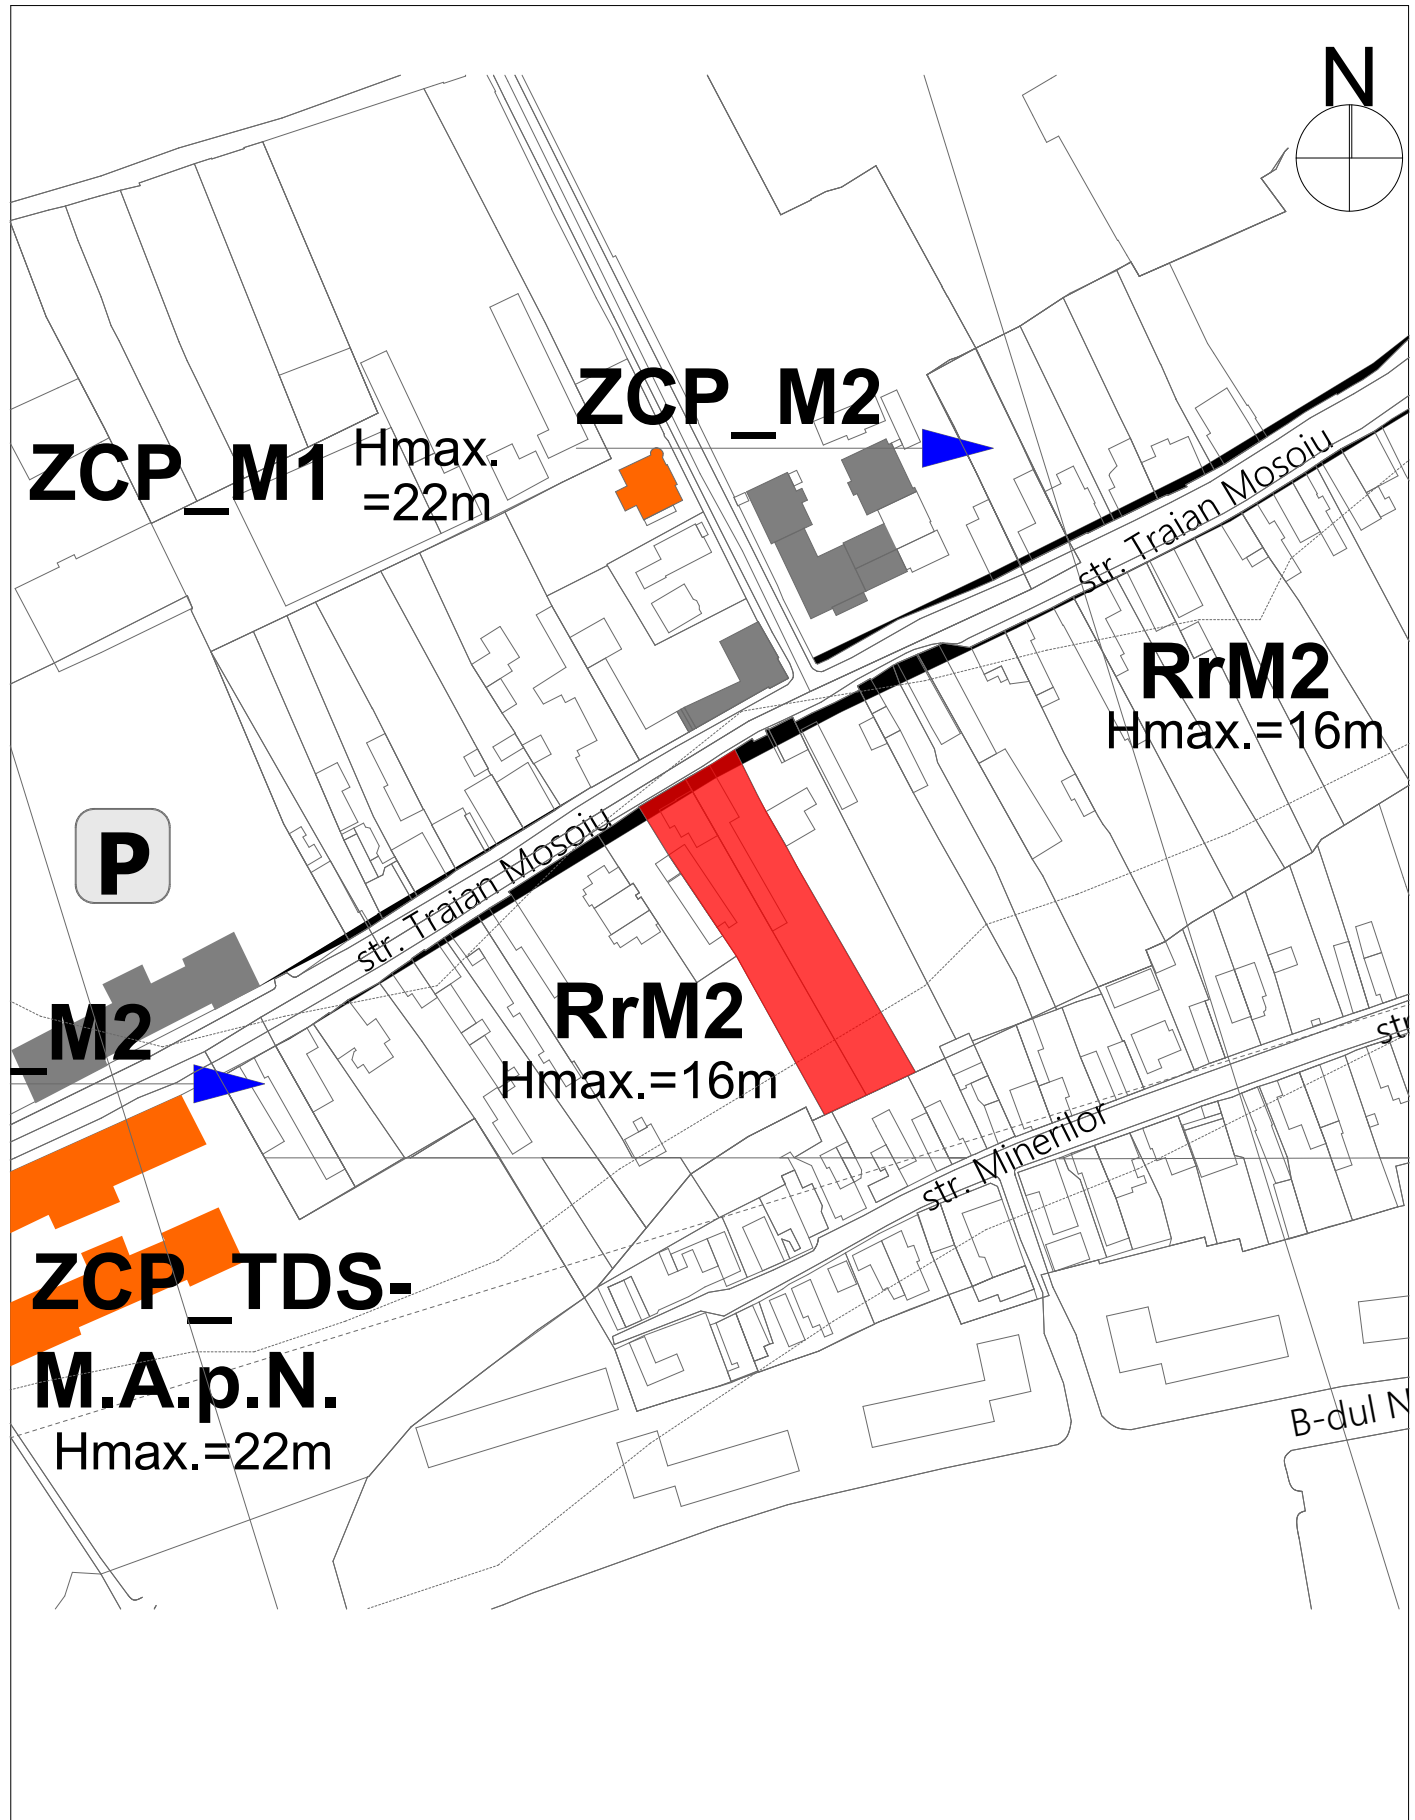 N
ZCP_M2
ZCP_M1
Hmax.
=22m
str. Traian Mosoiu
RrM2
Hmax.=16m
P
str. Traian Mosoiu
RrM2
Hmax.=16m
_M2
str
str. Minerilor
ZCP_TDS-
M.A.p.N.
Hmax.=22m
B-dul N